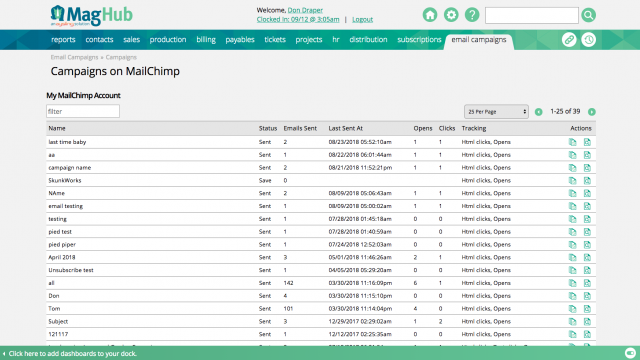 MagHub
an aysling solution
Welcome, Don Draper
Clocked in: 09/12 @ 3:05am | Logout
reports contacts sales production billing payables tickets projects hr distribution subscriptions email campaigns
Email Campaigns » Campaigns
Campaigns on MailChimp
My MailChimp Account
filter
25 Per Page 1-25 of 39
Name Status Emails Sent Last Sent At Opens Clicks Tracking Actions
last time baby Sent 2 08/23/2018 05:52:10am 1 1 Html clicks, Opens
aa Sent 1 08/22/2018 06:01:44am 1 1 Html clicks, Opens
campaign name Sent 2 08/21/2018 11:52:21pm 1 1 Html clicks, Opens
SkunkWorks Save 0 Html clicks, Opens
NAme Sent 2 08/09/2018 05:06:43am 1 1 Html clicks, Opens
email testing Sent 1 08/09/2018 05:00:02am 1 1 Html clicks, Opens
testing Sent 1 07/28/2018 01:45:18am 0 0 Html clicks, Opens
pied test Sent 1 07/28/2018 01:40:59am 0 0 Html clicks, Opens
pied piper Sent 1 07/24/2018 12:52:03am 0 0 Html clicks, Opens
April 2018 Sent 3 05/01/2018 11:46:26am 2 1 Html clicks, Opens
Unsubscribe test Sent 1 04/05/2018 05:29:20am 0 0 Html clicks, Opens
all Sent 142 03/30/2018 11:16:09pm 6 1 Html clicks, Opens
Don Sent 4 03/30/2018 11:15:10pm 0 0 Html clicks, Opens
Tom Sent 101 03/30/2018 11:14:04pm 4 0 Html clicks, Opens
Subject Sent 3 12/29/2017 02:29:02am 1 2 Html clicks, Opens
121117 Sent 1 12/12/2017 02:25:35am 0 0 Html clicks, Opens
Click here to add dashboards to your dock.